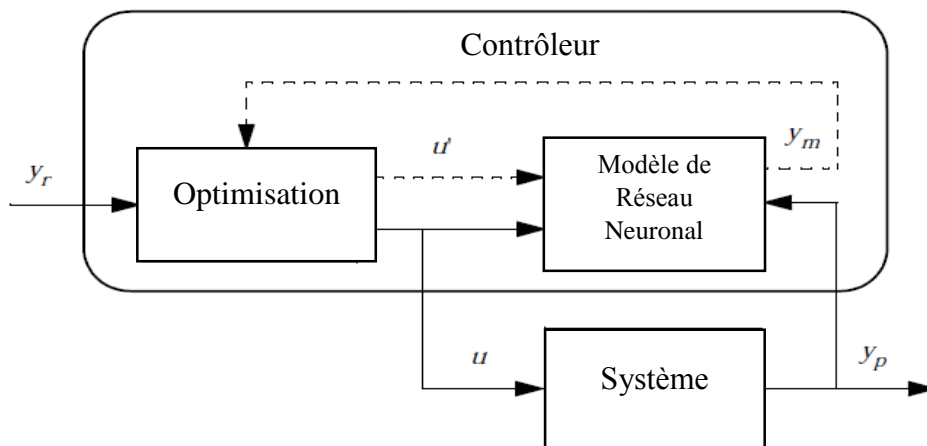 Contrôleur
y_r
Optimisation
u'
Modèle de
Réseau
Neuronal
y_m
u
Système
y_p